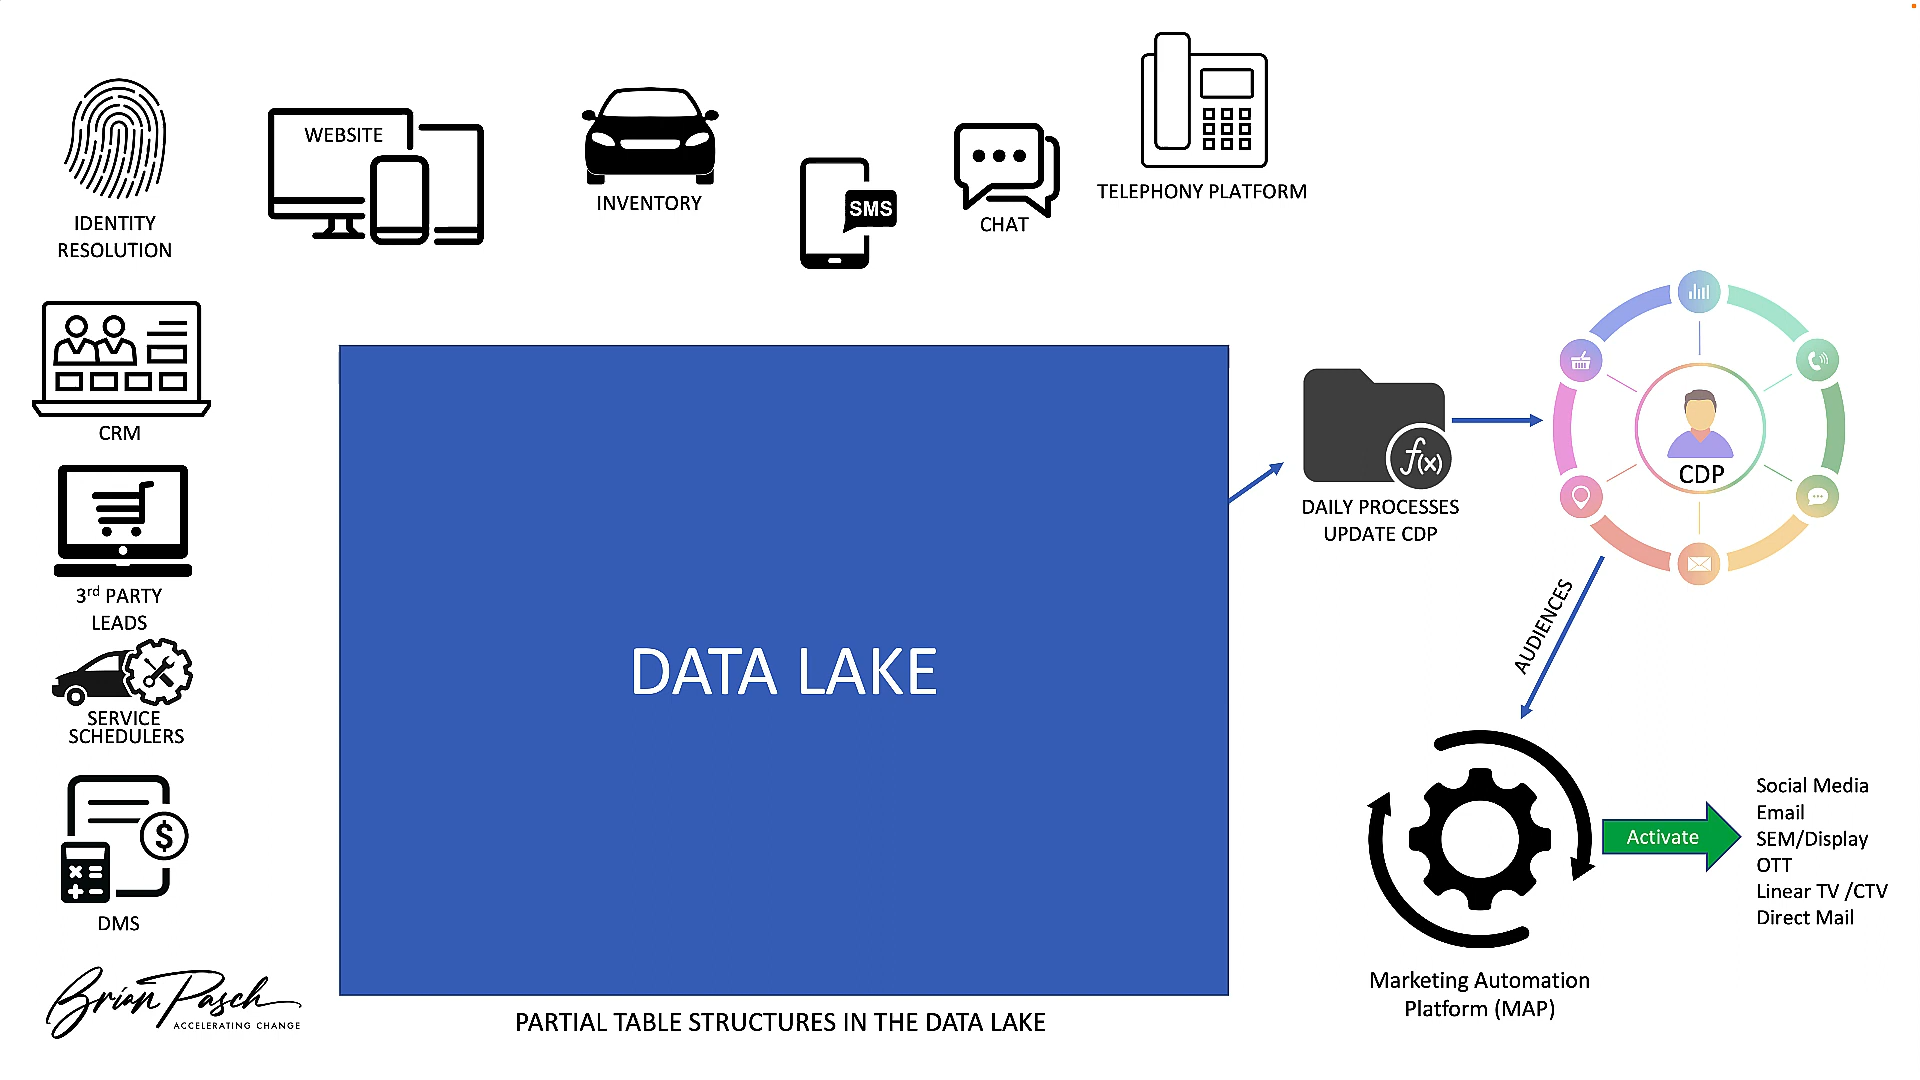 WEBSITE
INVENTORY
SMS
CHAT
TELEPHONY PLATFORM
IDENTITY
RESOLUTION
CRM
3rd PARTY
LEADS
SERVICE
SCHEDULERS
$
DMS
Brian Pasch
ACCELERATING CHANGE
DATA LAKE
PARTIAL TABLE STRUCTURES IN THE DATA LAKE
f(x)
DAILY PROCESSES
UPDATE CDP
CDP
AUDIENCES
Marketing Automation
Platform (MAP)
Activate
Social Media
Email
SEM/Display
OTT
Linear TV /CTV
Direct Mail